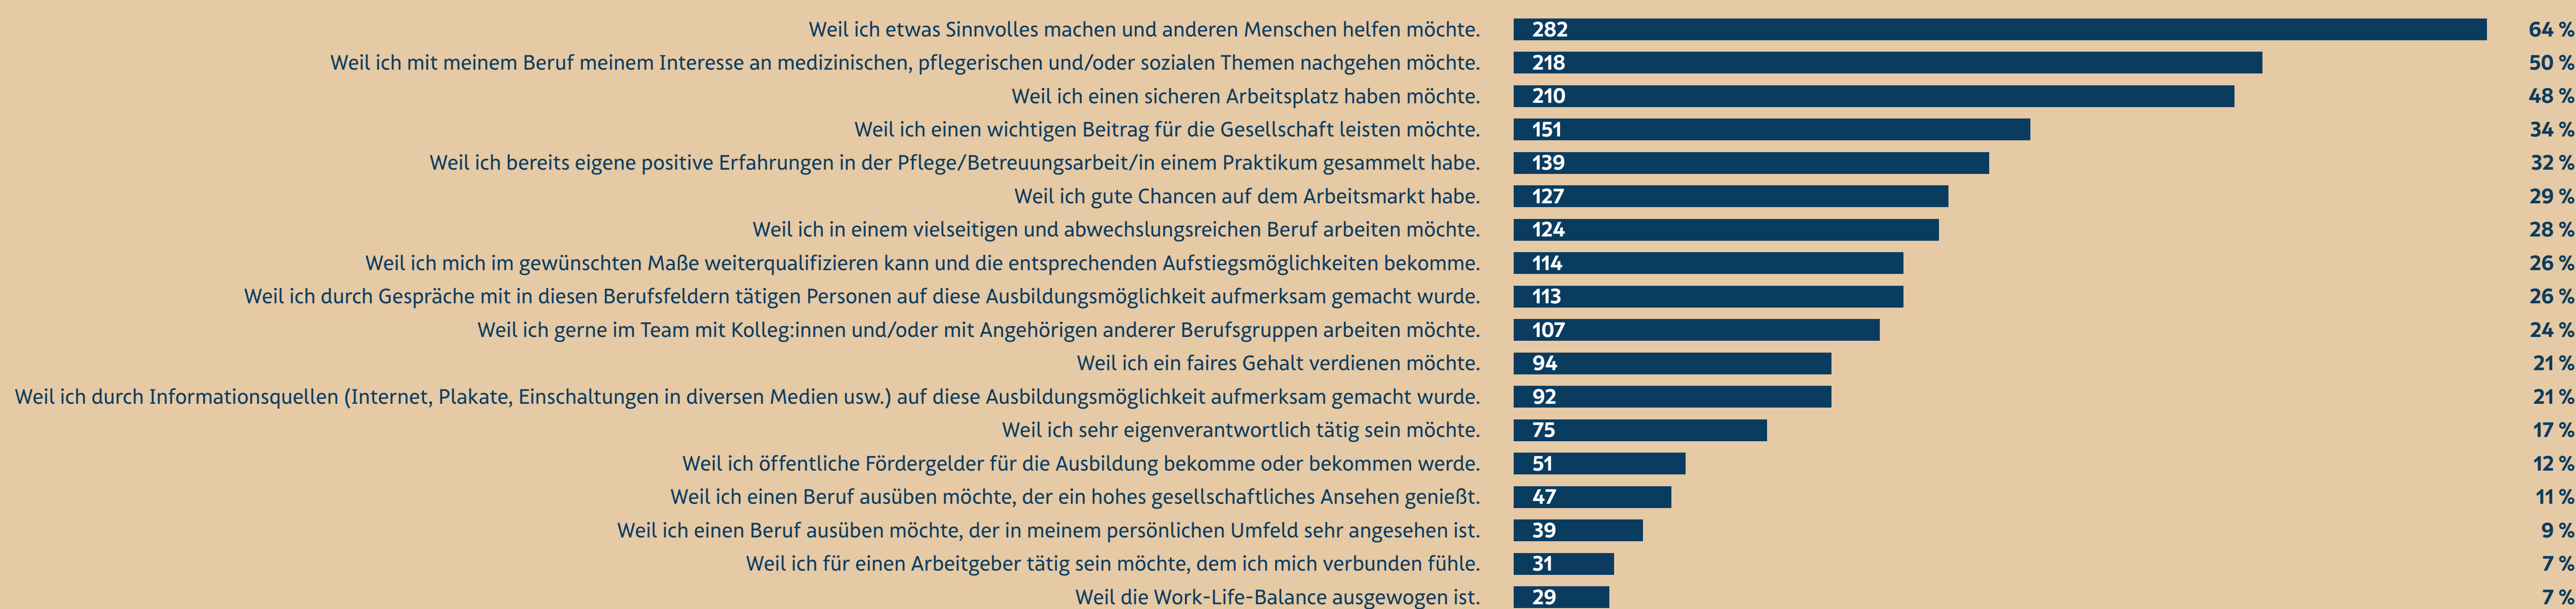 Weil ich etwas Sinnvolles machen und anderen Menschen helfen möchte. 282 64 %
Weil ich mit meinem Beruf meinem Interesse an medizinischen, pflegerischen und/oder sozialen Themen nachgehen möchte. 218 50 %
Weil ich einen sicheren Arbeitsplatz haben möchte. 210 48 %
Weil ich einen wichtigen Beitrag für die Gesellschaft leisten möchte. 151 34 %
Weil ich bereits eigene positive Erfahrungen in der Pflege/Betreuungsarbeit/in einem Praktikum gesammelt habe. 139 32 %
Weil ich gute Chancen auf dem Arbeitsmarkt habe. 127 29 %
Weil ich in einem vielseitigen und abwechslungsreichen Beruf arbeiten möchte. 124 28 %
Weil ich mich im gewünschten Maße weiterqualifizieren kann und die entsprechenden Aufstiegsmöglichkeiten bekomme. 114 26 %
Weil ich durch Gespräche mit in diesen Berufsfeldern tätigen Personen auf diese Ausbildungsmöglichkeit aufmerksam gemacht wurde. 113 26 %
Weil ich gerne im Team mit Kolleg:innen und/oder mit Angehörigen anderer Berufsgruppen arbeiten möchte. 107 24 %
Weil ich ein faires Gehalt verdienen möchte. 94 21 %
Weil ich durch Informationsquellen (Internet, Plakate, Einschaltungen in diversen Medien usw.) auf diese Ausbildungsmöglichkeit aufmerksam gemacht wurde. 92 21 %
Weil ich sehr eigenverantwortlich tätig sein möchte. 75 17 %
Weil ich öffentliche Fördergelder für die Ausbildung bekomme oder bekommen werde. 51 12 %
Weil ich einen Beruf ausüben möchte, der ein hohes gesellschaftliches Ansehen genießt. 47 11 %
Weil ich einen Beruf ausüben möchte, der in meinem persönlichen Umfeld sehr angesehen ist. 39 9 %
Weil ich für einen Arbeitgeber tätig sein möchte, dem ich mich verbunden fühle. 31 7 %
Weil die Work-Life-Balance ausgewogen ist. 29 7 %